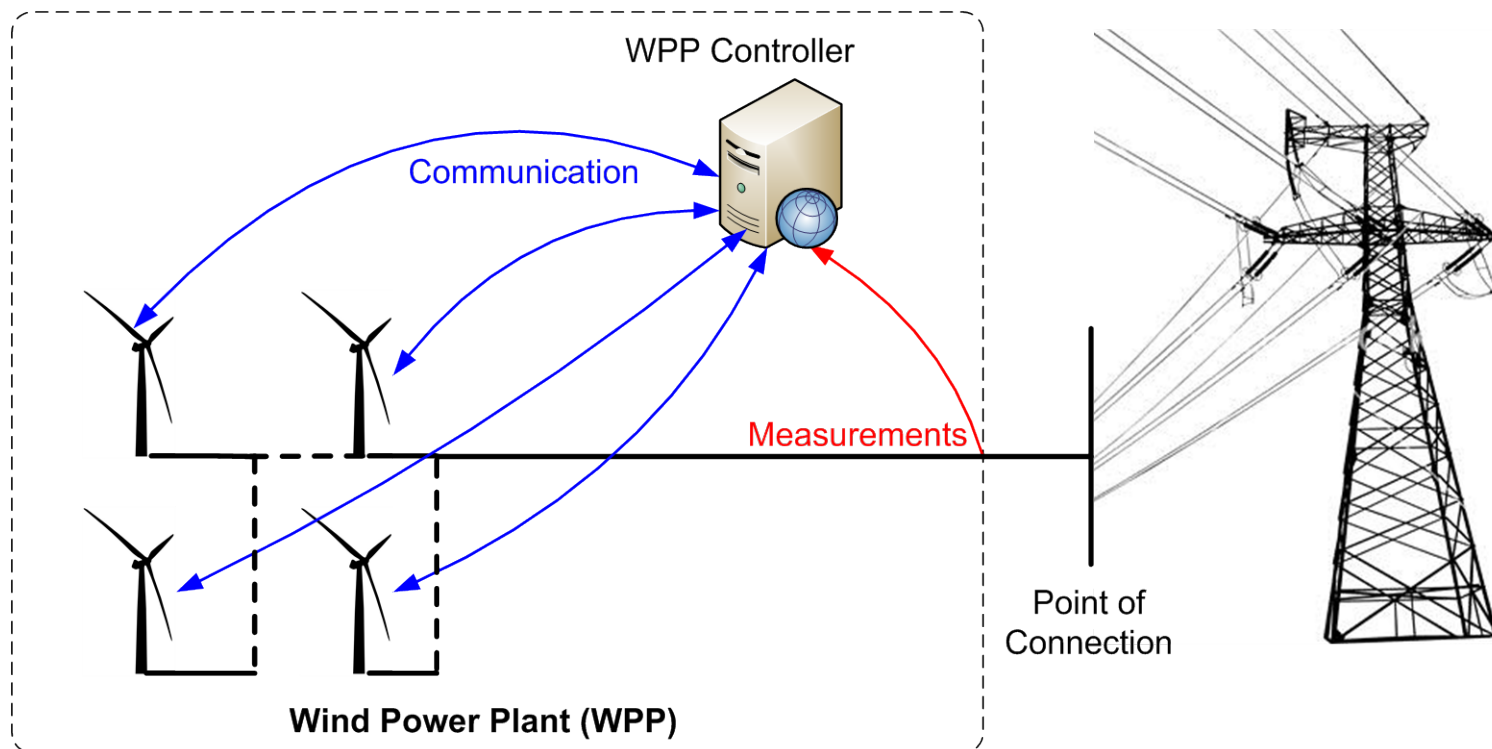 WPP Controller
Communication
Measurements
Point of
Connection
Wind Power Plant (WPP)